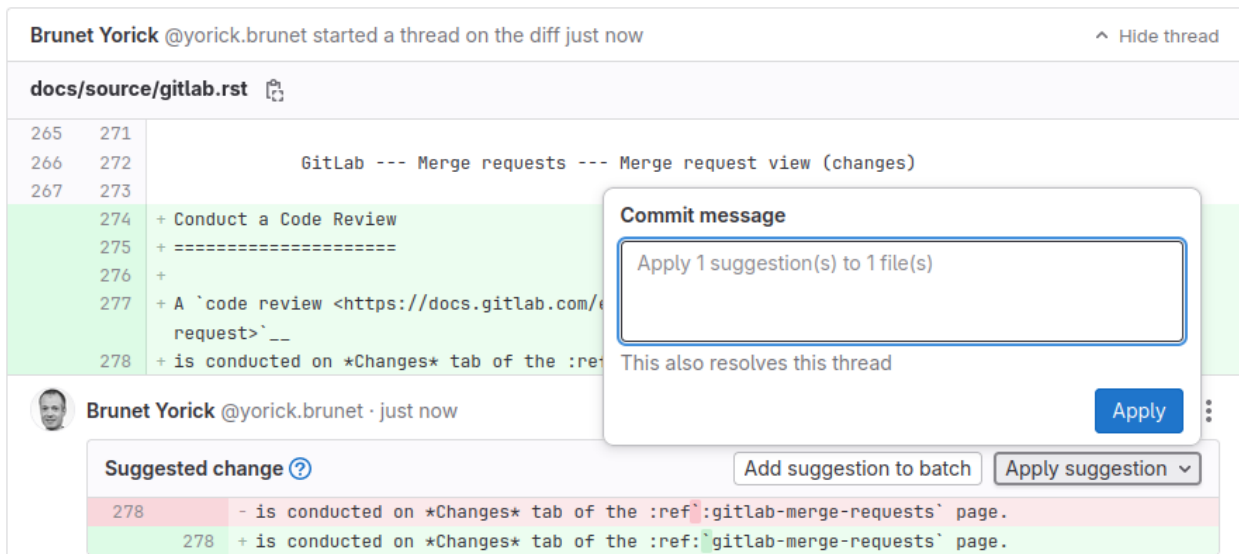 Brunet Yorick @yorick.brunet started a thread on the diff just now
Hide thread
docs/source/gitlab.rst
265 271
266 272 GitLab --- Merge requests --- Merge request view (changes)
267 273
274 + Conduct a Code Review
275 + =====================
276 +
277 + A `code review <https://docs.gitlab.com/
request>`__
278 + is conducted on *Changes* tab of the :re
Commit message
Apply 1 suggestion(s) to 1 file(s)
This also resolves this thread
Apply
Brunet Yorick @yorick.brunet · just now
Suggested change
Add suggestion to batch
Apply suggestion
278 - is conducted on *Changes* tab of the :ref`:gitlab-merge-requests` page.
278 + is conducted on *Changes* tab of the :ref:`gitlab-merge-requests` page.